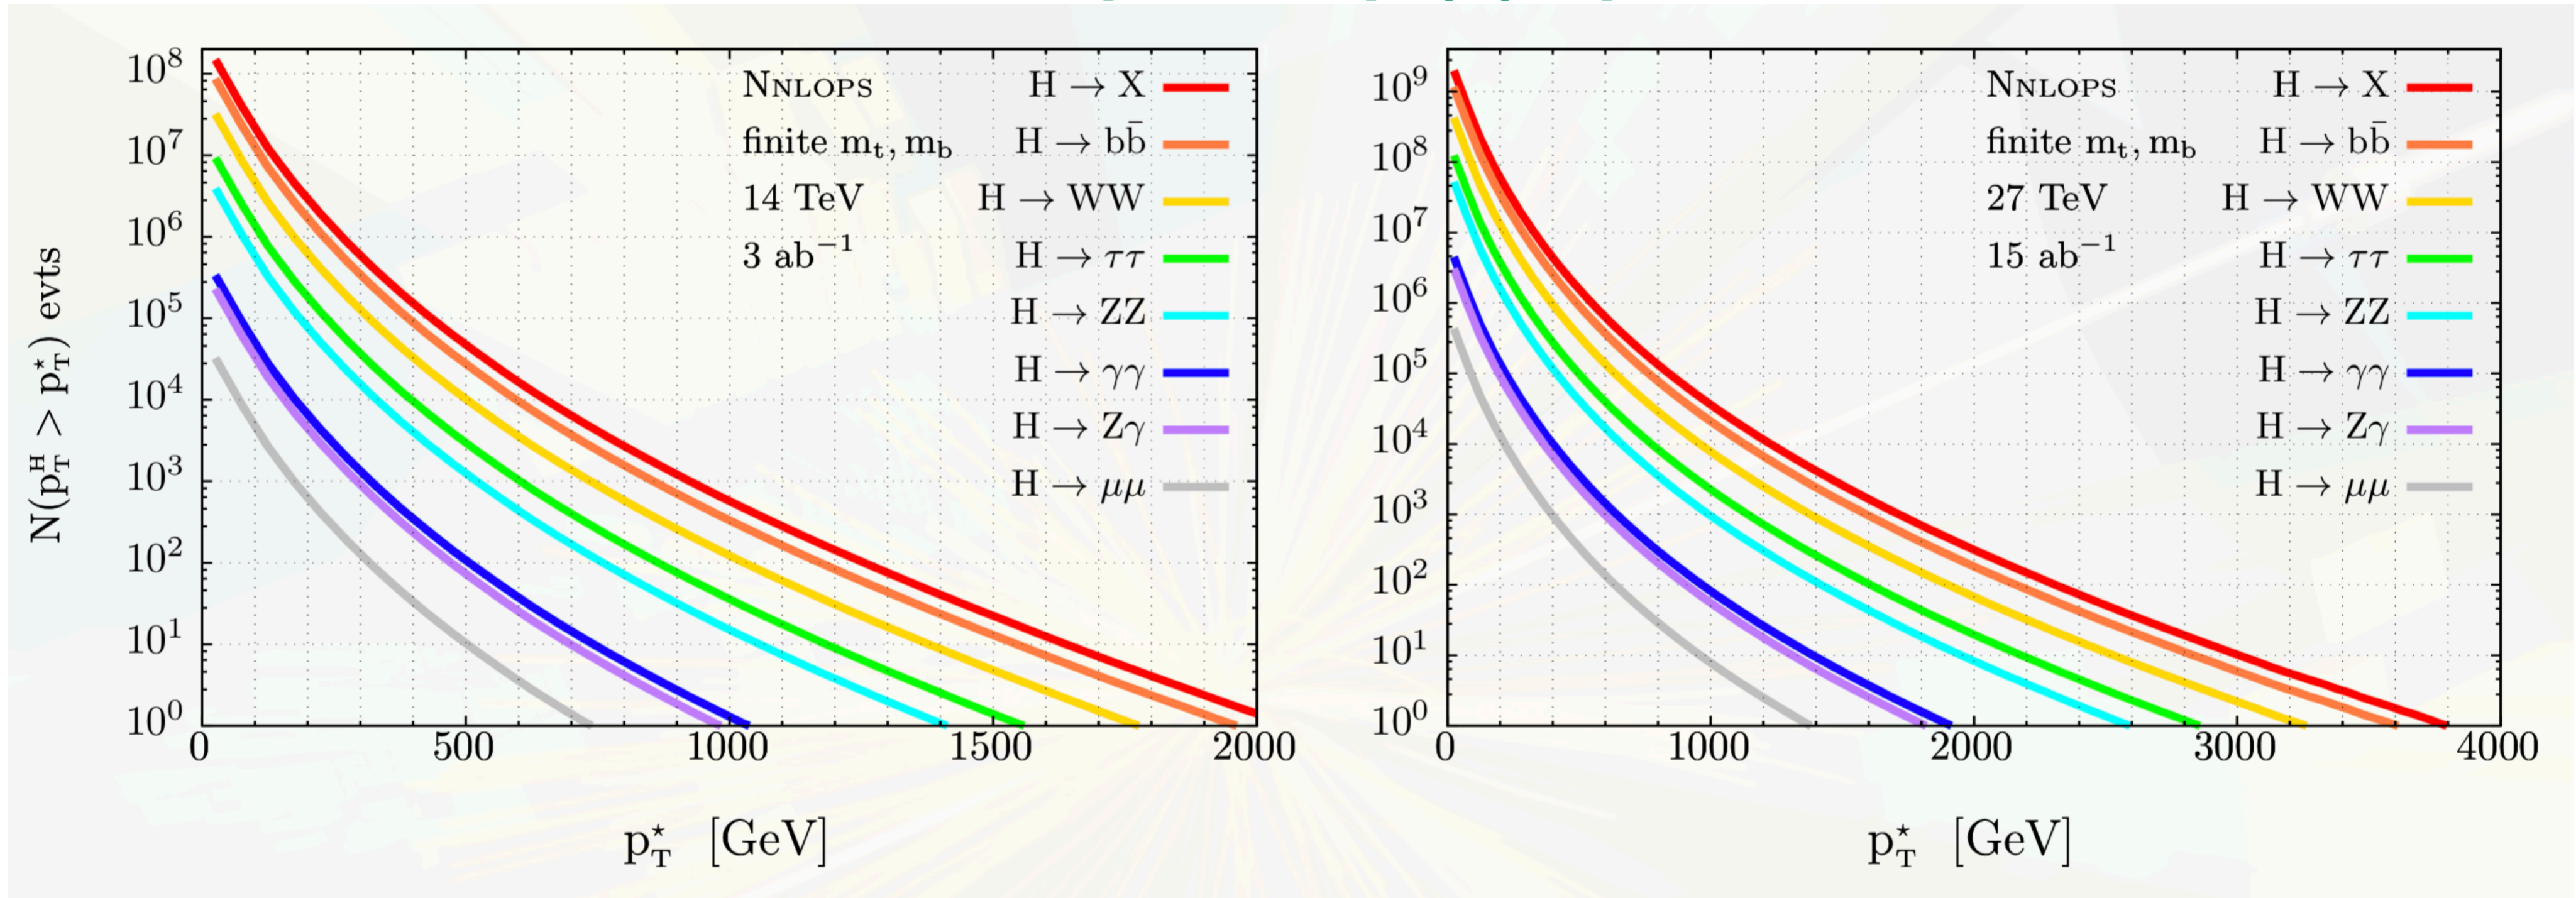 N(p_T^H > p_T^⋆) evts
10^8
10^7
10^6
10^5
10^4
10^3
10^2
10^1
10^0
0 500 1000 1500 2000
p_T^⋆ [GeV]
NNLOPS
finite m_t, m_b
14 TeV
3 ab^−1
H → X
H → bb̄
H → WW
H → ττ
H → ZZ
H → γγ
H → Zγ
H → μμ
10^9
10^8
10^7
10^6
10^5
10^4
10^3
10^2
10^1
10^0
0 1000 2000 3000 4000
p_T^⋆ [GeV]
NNLOPS
finite m_t, m_b
27 TeV
15 ab^−1
H → X
H → bb̄
H → WW
H → ττ
H → ZZ
H → γγ
H → Zγ
H → μμ